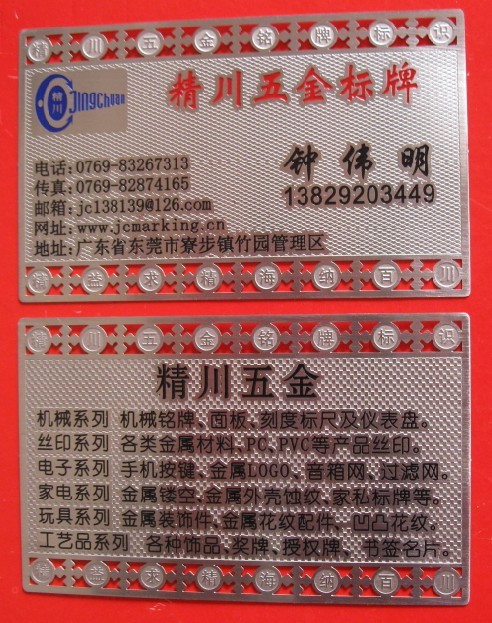 精川五金铭牌标识
精川 JINGCHUAN
精川五金标牌
钟伟明
13829203449
电话:0769-83267313
传真:0769-82874165
邮箱:jc138139@126.com
网址:www.jcmarking.cn
地址:广东省东莞市寮步镇竹园管理区
精益求精海纳百川
精川五金铭牌标识
精川五金
机械系列 机械铭牌、面板、刻度标尺及仪表盘。
丝印系列 各类金属材料、PC、PVC等产品丝印。
电子系列 手机按键、金属LOGO、音箱网、过滤网。
家电系列 金属镂空、金属外壳蚀纹、家私标牌等。
玩具系列 金属装饰件、金属花纹配件、凹凸花纹。
工艺品系列 各种饰品、奖牌、授权牌、书签名片。
精益求精海纳百川